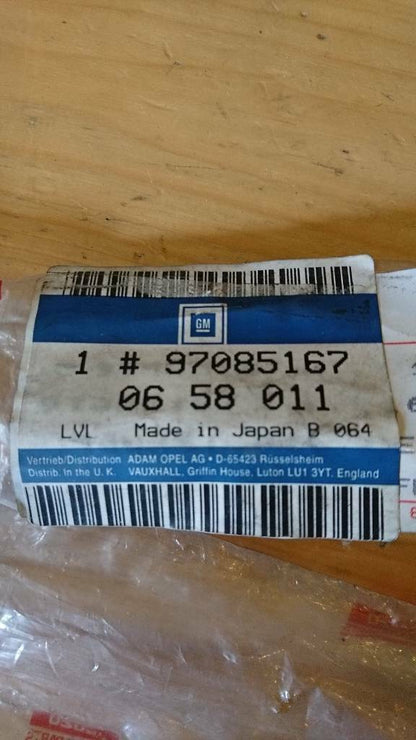 GM
1 # 97085167
06 58 011
LVL Made in Japan B 064
Vertrieb/Distribution ADAM OPEL AG • D-65423 Rüsselsheim
Distrib. in the U. K. VAUXHALL, Griffin House, Luton LU1 3YT. England